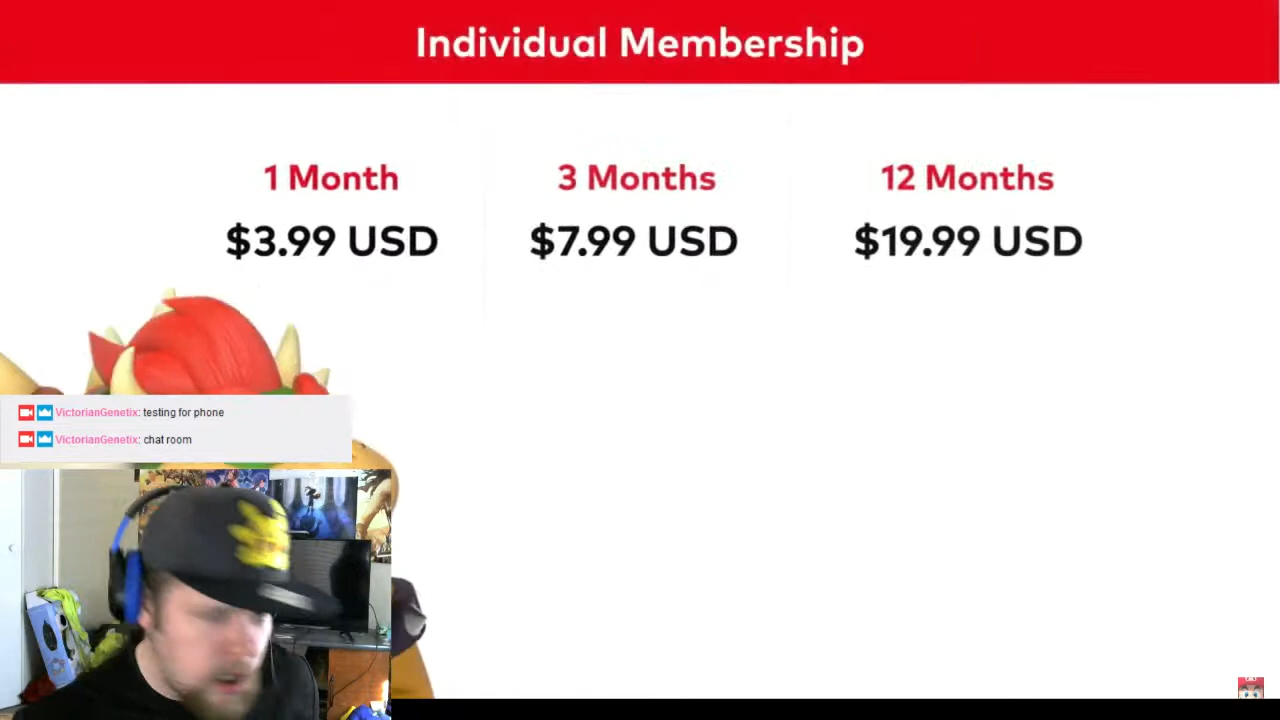 Individual Membership
1 Month
3 Months
12 Months
$3.99 USD
$7.99 USD
$19.99 USD
VictorianGenetix: testing for phone
VictorianGenetix: chat room